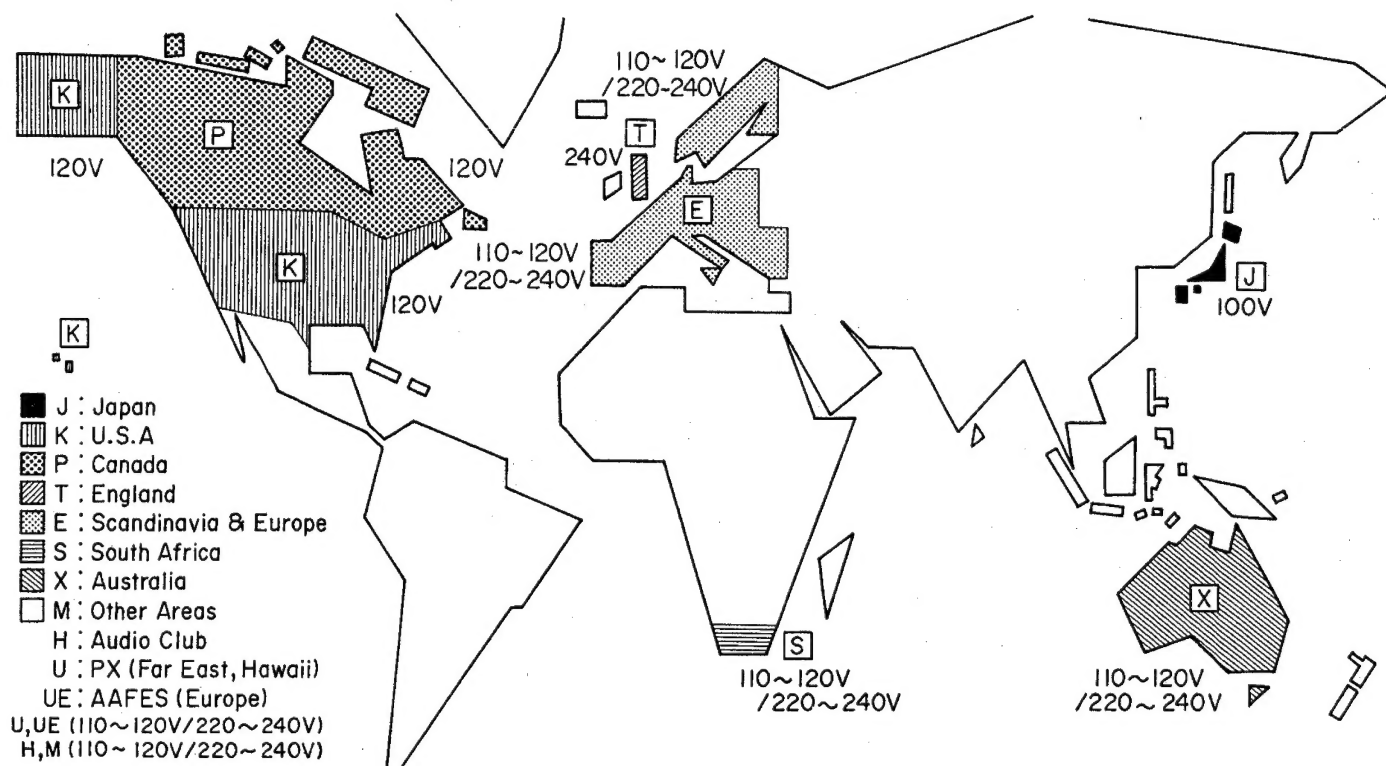 110~120V
/220~240V
K
P
T
120V
240V
120V
E
K
110~120V
/220~240V
120V
J
100V
K
J : Japan
K : U.S.A
P : Canada
T : England
E : Scandinavia & Europe
S : South Africa
X : Australia
M : Other Areas
H : Audio Club
U : PX (Far East, Hawaii)
UE : AAFES (Europe)
U,UE (110~120V/220~240V)
H,M (110~120V/220~240V)
X
S
110~120V
/220~240V
110~120V
/220~240V